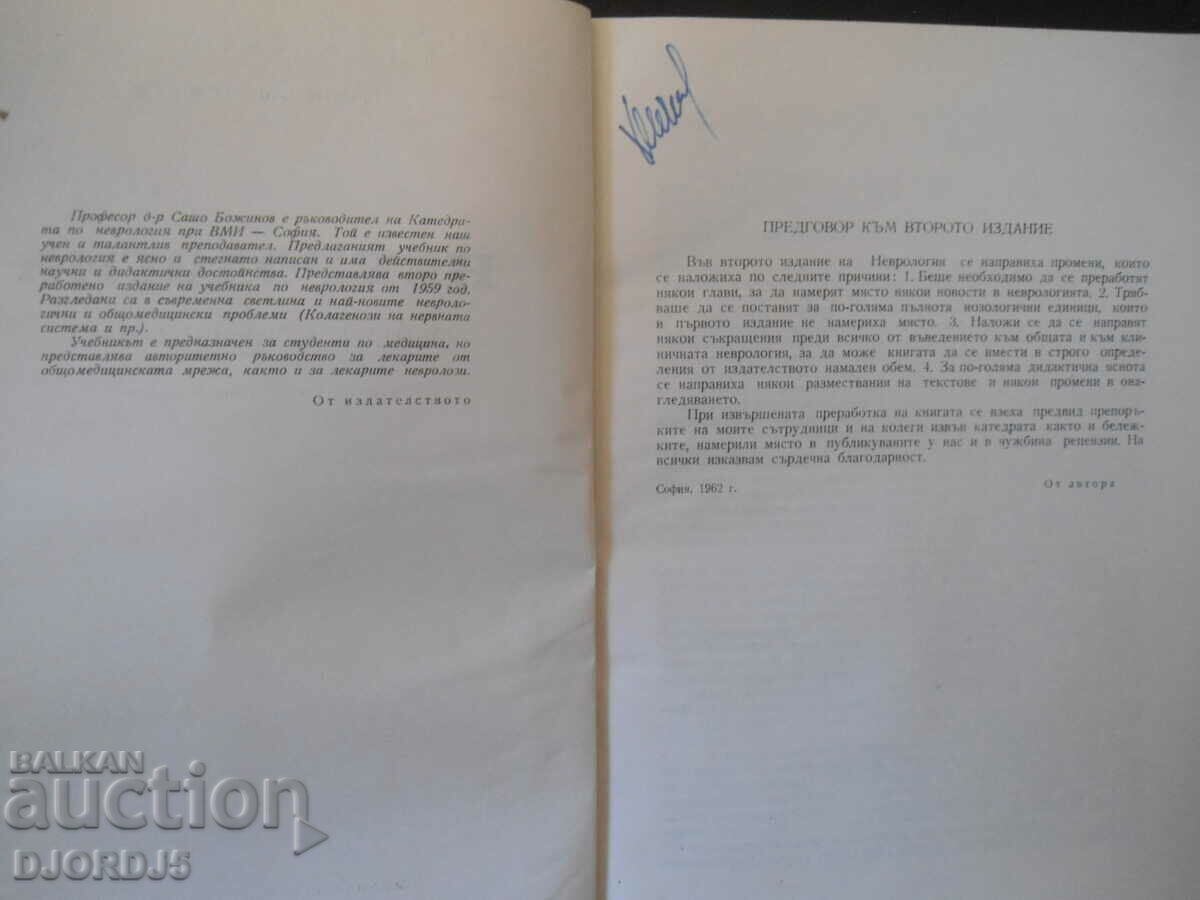 Професор д-р Сашо Божинов е ръководител на Катедра-
та по неврология при ВМИ — София. Той е известен наш
учен и талантлив преподавател. Предлаганият учебник по
неврология е ясно и стегнато написан и има действителни
научни и дидактични достойнства. Представлява второ пре-
работено издание на учебника по неврология от 1959 год.
Разгледани са в съвременна светлина и най-новите невроло-
гични и общомедицински проблеми (Колагенози на нервната
система и пр.).
Учебникът е предназначен за студенти по медицина, но
представлява авторитетно ръководство за лекарите от
общомедицинската мрежа, както и за лекарите невролози.
От издателството
ПРЕДГОВОР КЪМ ВТОРОТО ИЗДАНИЕ
Във второто издание на Неврология се направиха промени, които
се наложиха по следните причини: 1. Беше необходимо да се преработят
някои глави, за да намерят място някои новости в неврологията. 2. Тряб-
ваше да се поставят за по-голяма пълнота нозологични единици, които
в първото издание не намериха място. 3. Наложи се да се направят
някои съкращения преди всичко от въведението към общата и към кли-
ничната неврология, за да може книгата да се вмести в строго опреде-
ления от издателството намален обем. 4. За по-голяма дидактична яснота
се направиха някои размествания на текстове и някои промени в она-
гледяването.
При извършената преработка на книгата се взеха предвид препоръ-
ките на моите сътрудници и на колеги извън катедрата както и бележ-
ките, намерили място в публикуваните у нас и в чужбина рецензии. На
всички изказвам сърдечна благодарност.
София, 1962 г.
От автора
BALKAN
auction
DJORDJ5